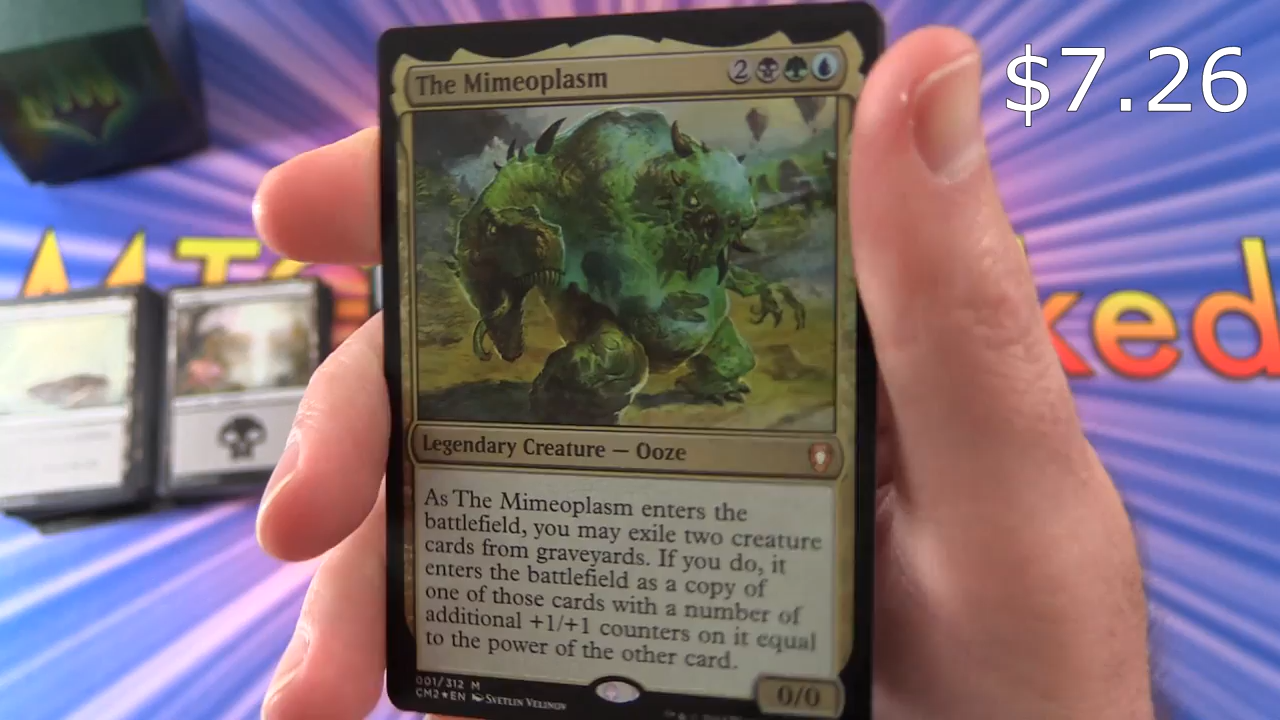 $7.26
The Mimeoplasm
2
Legendary Creature — Ooze
As The Mimeoplasm enters the
battlefield, you may exile two creature
cards from graveyards. If you do, it
enters the battlefield as a copy of
one of those cards with a number of
additional +1/+1 counters on it equal
to the power of the other card.
0/0
001/312 M
CM2★EN Svetlin Velinov
ked